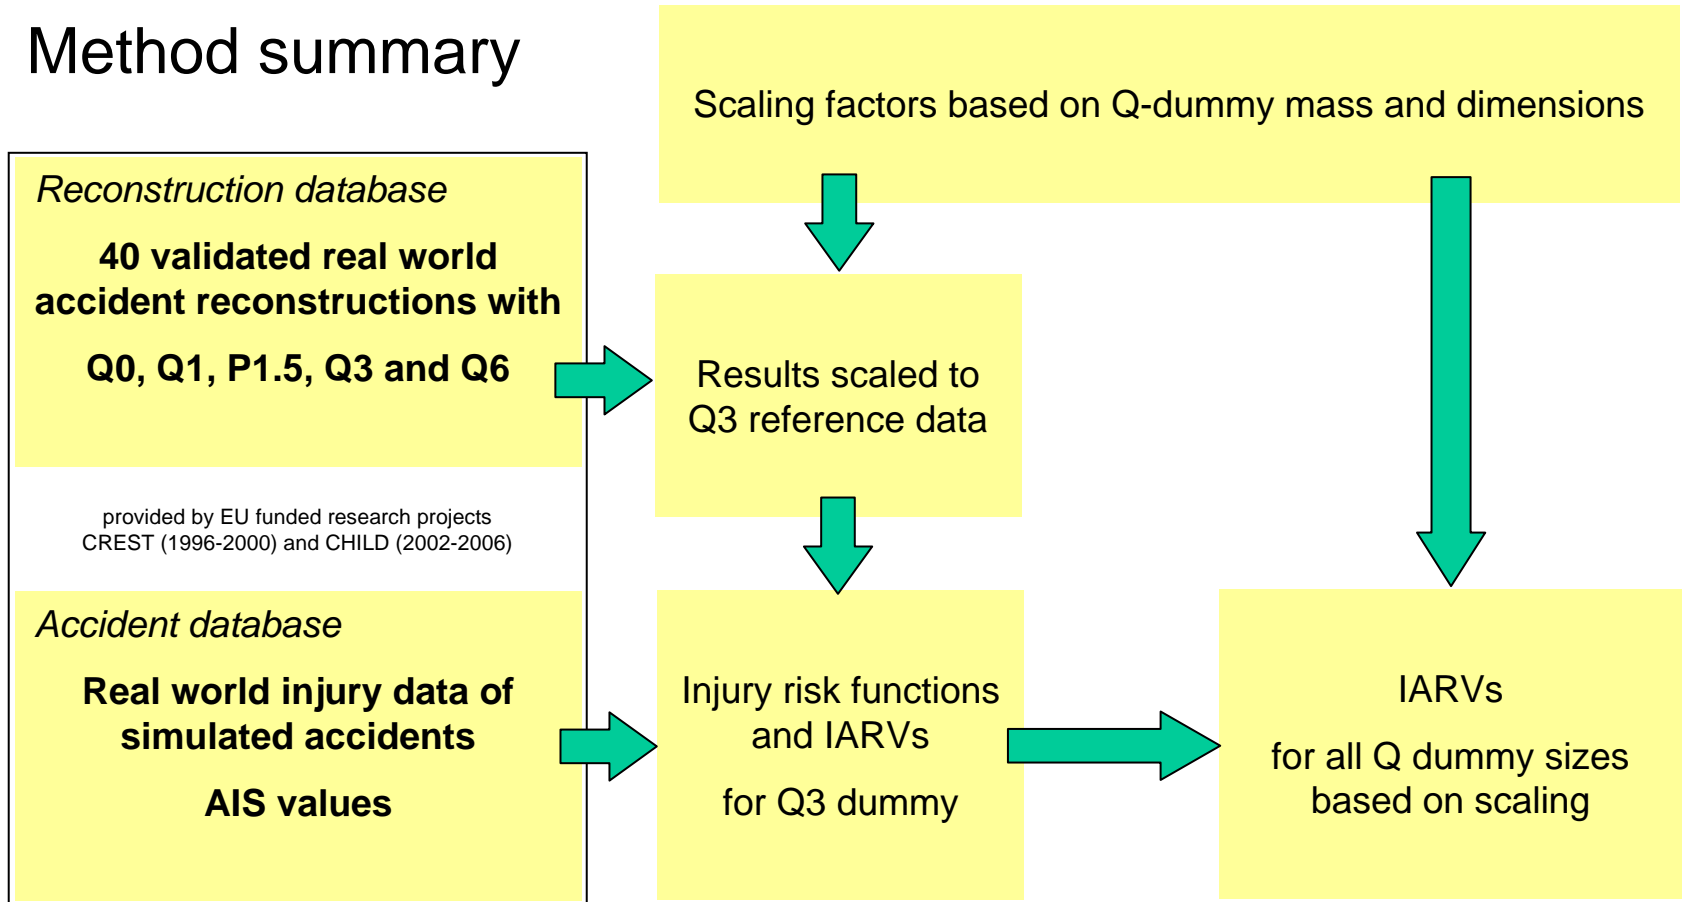 Method summary
Scaling factors based on Q-dummy mass and dimensions
Reconstruction database
40 validated real world
accident reconstructions with
Q0, Q1, P1.5, Q3 and Q6
Results scaled to
Q3 reference data
provided by EU funded research projects
CREST (1996-2000) and CHILD (2002-2006)
Accident database
Real world injury data of
simulated accidents
AIS values
Injury risk functions
and IARVs
for Q3 dummy
IARVs
for all Q dummy sizes
based on scaling